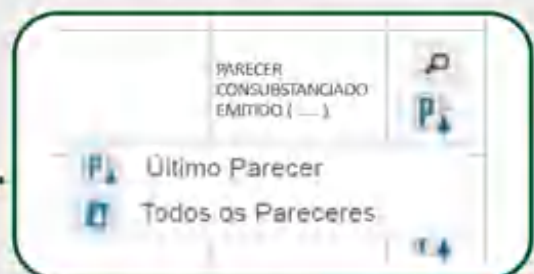 PARECER
CONSUBSTANCIADO
EMITIDO ( ..... )
P
P Último Parecer
Todos os Pareceres